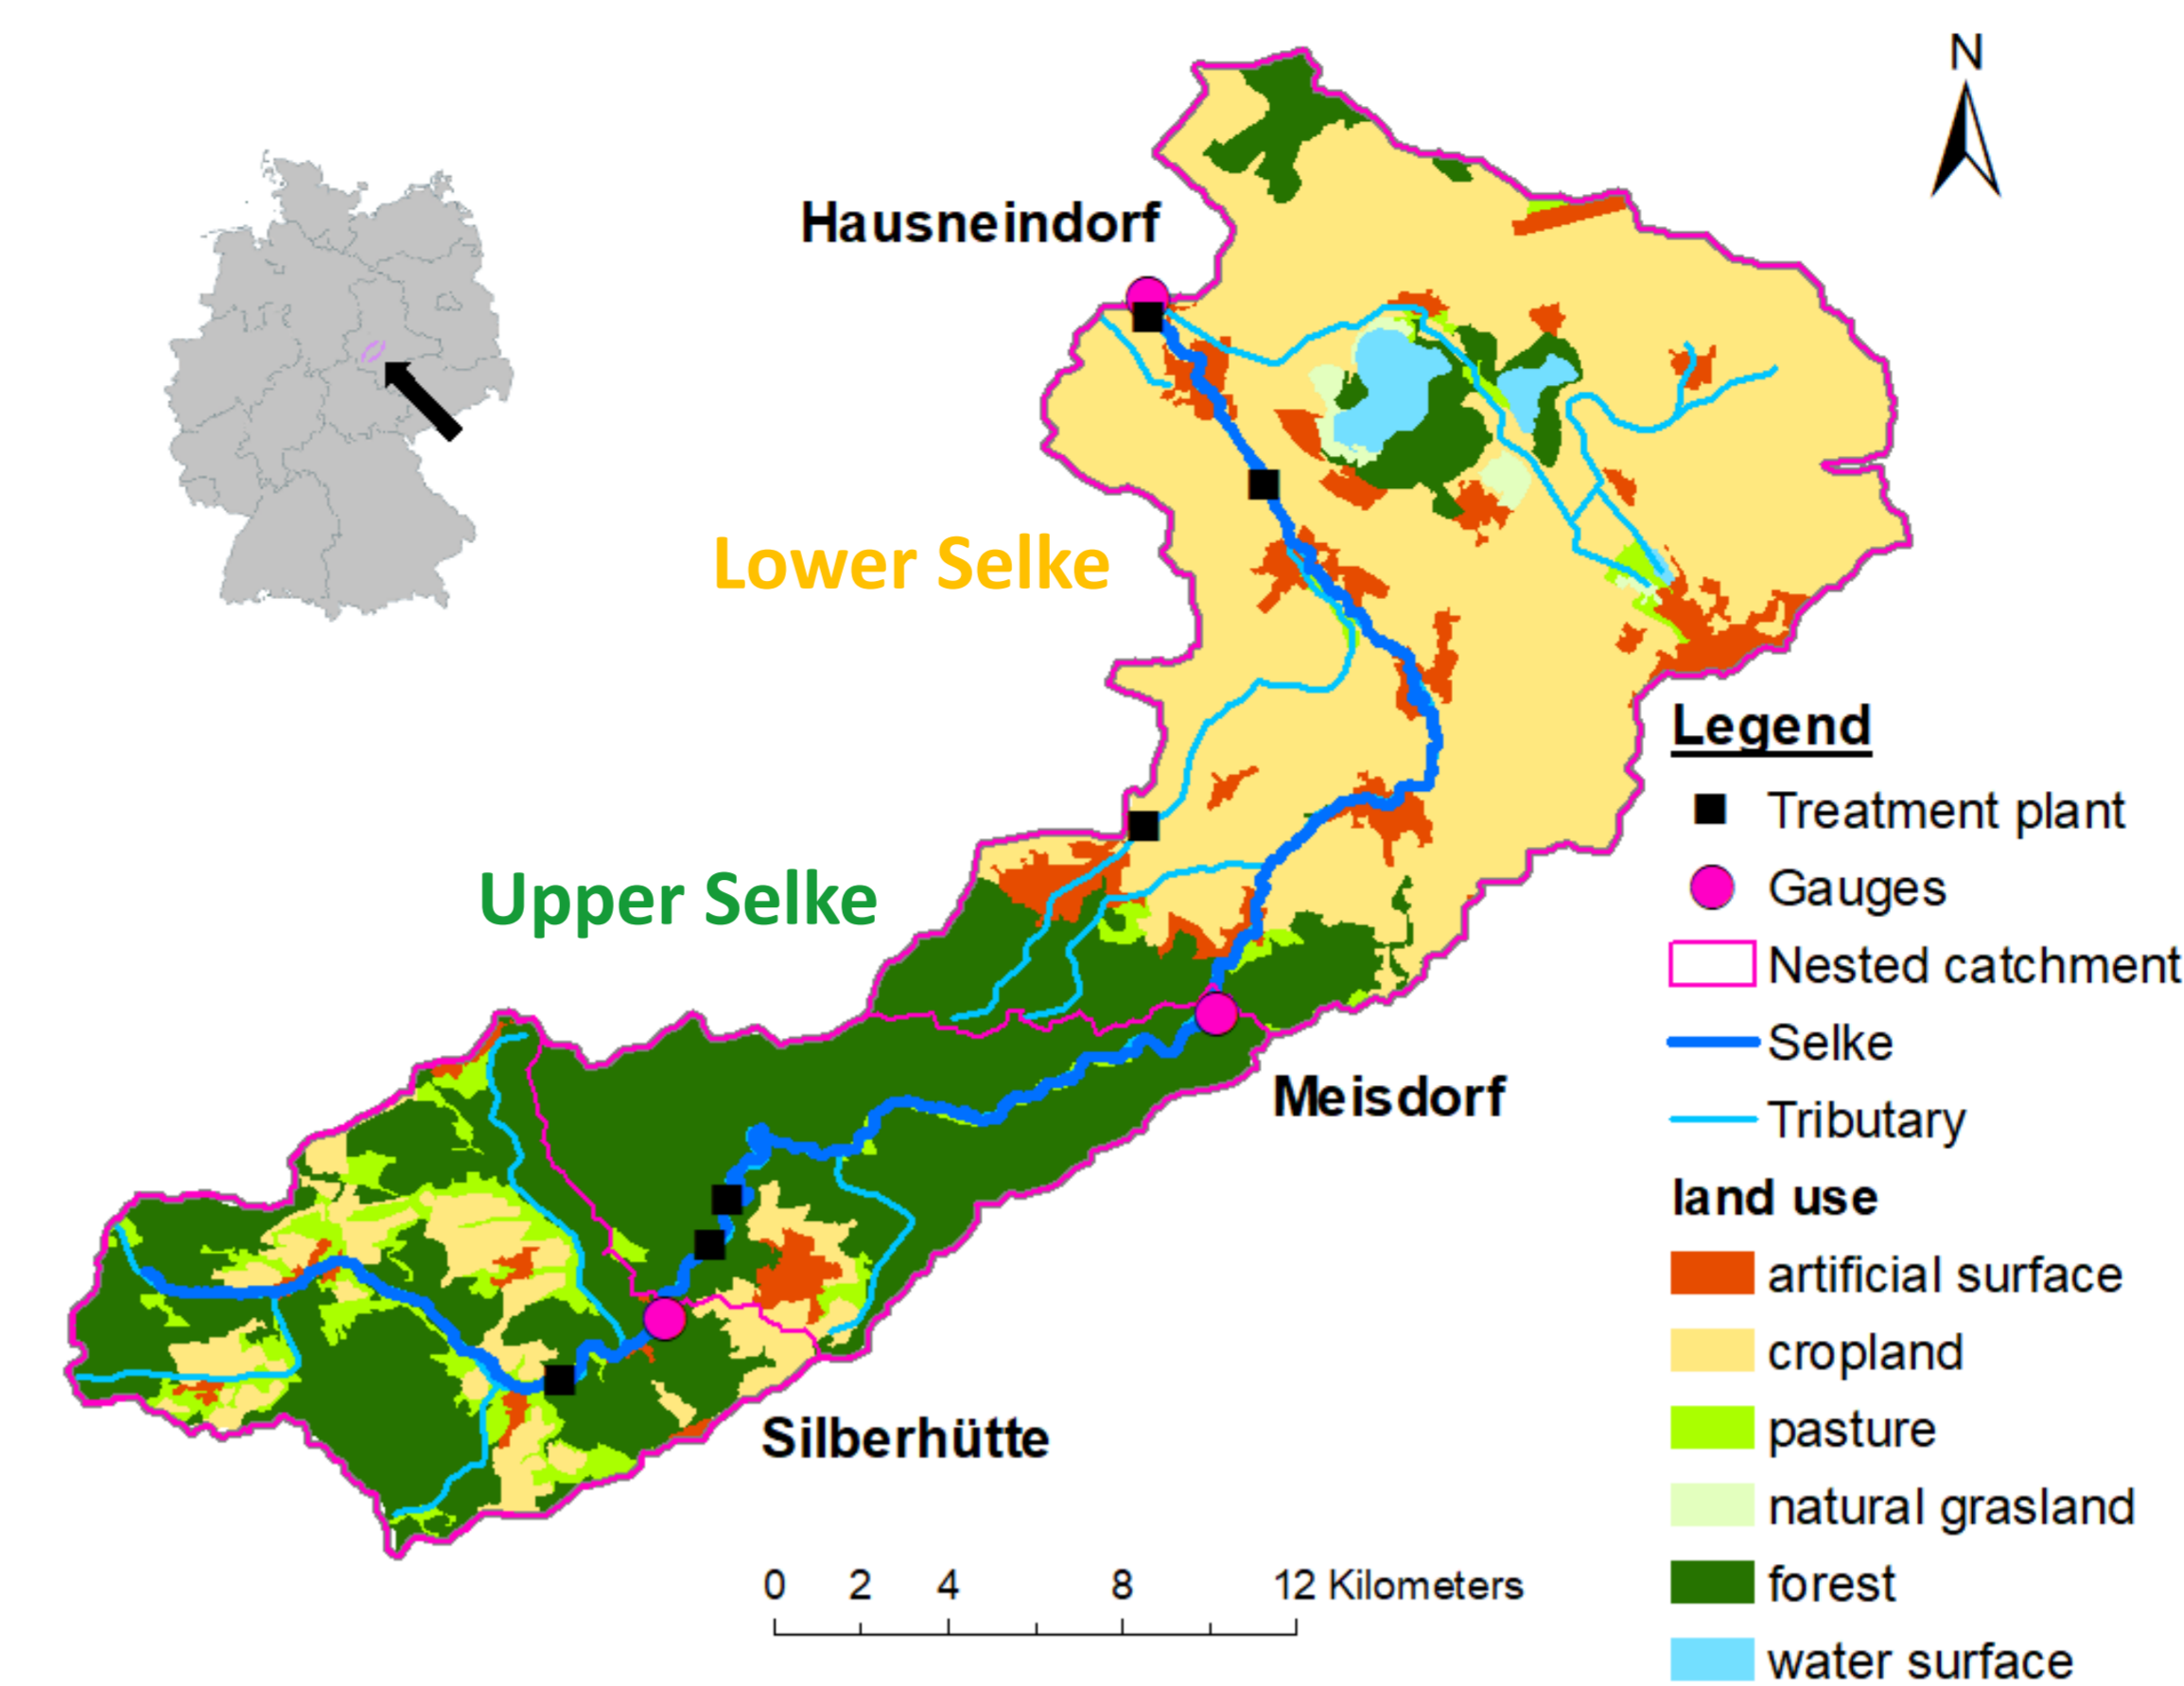 N
Hausneindorf
Lower Selke
Upper Selke
Meisdorf
Silberhütte
0 2 4 8 12 Kilometers
Legend
Treatment plant
Gauges
Nested catchment
Selke
Tributary
land use
artificial surface
cropland
pasture
natural grasland
forest
water surface